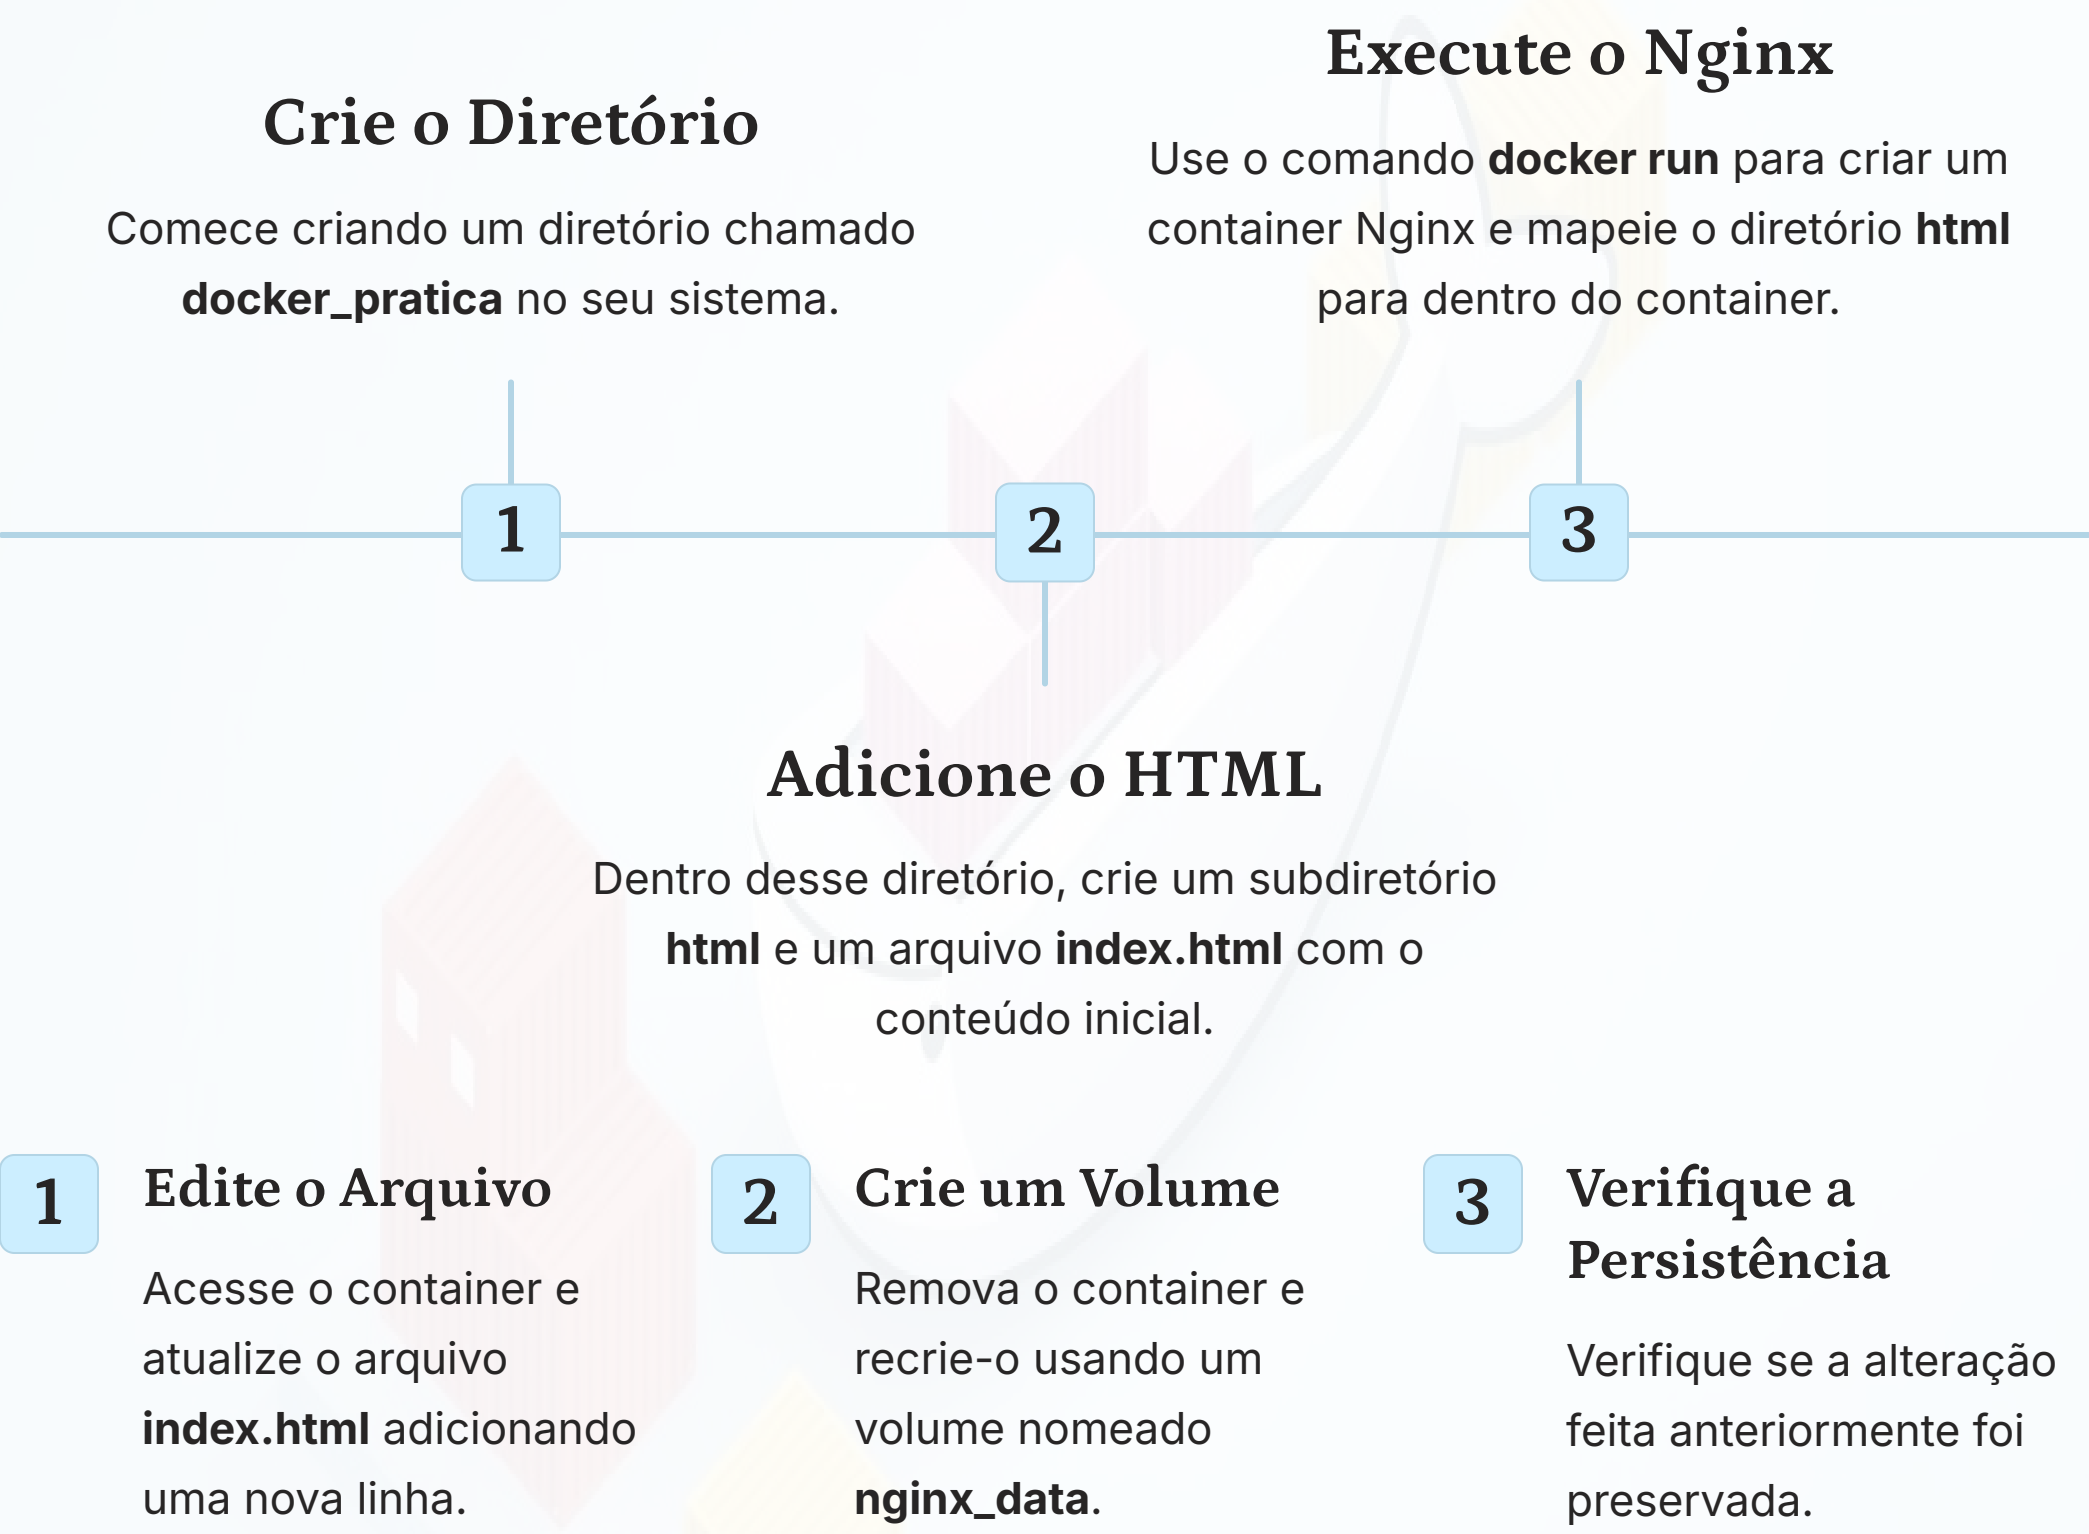 Crie o Diretório
Comece criando um diretório chamado
docker_pratica no seu sistema.
1
2
Adicione o HTML
Dentro desse diretório, crie um subdiretório
html e um arquivo index.html com o
conteúdo inicial.
Execute o Nginx
Use o comando docker run para criar um
container Nginx e mapeie o diretório html
para dentro do container.
3
1
Edite o Arquivo
Acesse o container e
atualize o arquivo
index.html adicionando
uma nova linha.
2
Crie um Volume
Remova o container e
recrie-o usando um
volume nomeado
nginx_data.
3
Verifique a
Persistência
Verifique se a alteração
feita anteriormente foi
preservada.